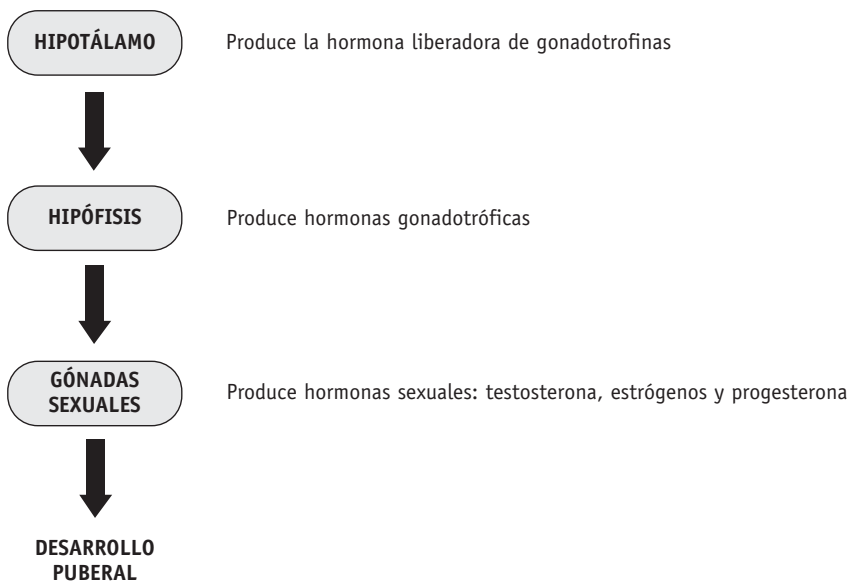 HIPOTÁLAMO
Produce la hormona liberadora de gonadotrofinas
HIPÓFISIS
Produce hormonas gonadotróficas
GÓNADAS
SEXUALES
Produce hormonas sexuales: testosterona, estrógenos y progesterona
DESARROLLO
PUBERAL